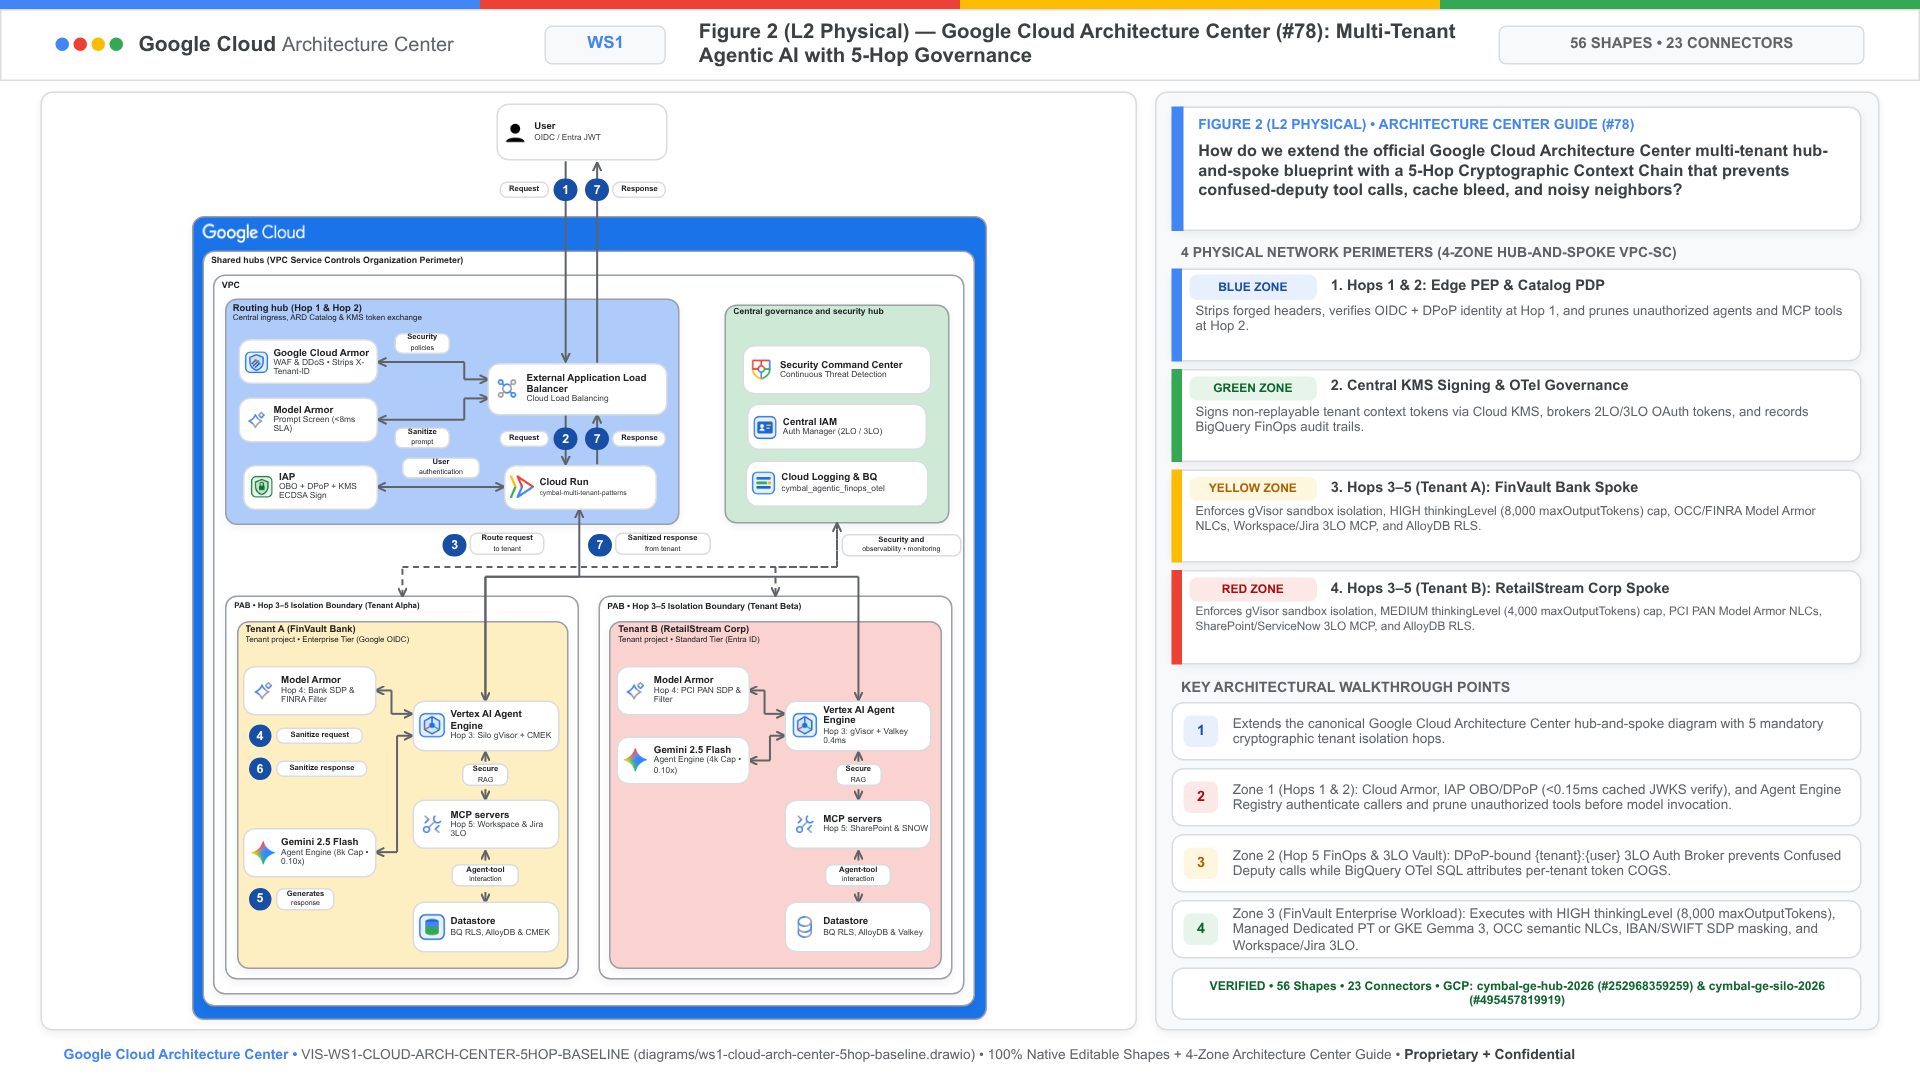 Google Cloud Architecture Center
WS1
Figure 2 (L2 Physical) — Google Cloud Architecture Center (#78): Multi-Tenant
Agentic AI with 5-Hop Governance
56 SHAPES • 23 CONNECTORS
User
OIDC / Entra JWT
Request
1
7
Response
Google Cloud
Shared hubs (VPC Service Controls Organization Perimeter)
VPC
Routing hub (Hop 1 & Hop 2)
Central ingress, ARD Catalog & KMS token exchange
Security
policies
Google Cloud Armor
WAF & DDoS • Strips X-
Tenant-ID
External Application Load
Balancer
Cloud Load Balancing
Model Armor
Prompt Screen (<8ms
SLA)
Sanitize
prompt
Request
2
7
Response
User
authentication
IAP
OBO + DPoP + KMS
ECDSA Sign
Cloud Run
cymbal-multi-tenant-patterns
Central governance and security hub
Security Command Center
Continuous Threat Detection
Central IAM
Auth Manager (2LO / 3LO)
Cloud Logging & BQ
cymbal_agentic_finops_otel
3
Route request
to tenant
7
Sanitized response
from tenant
Security and
observability • monitoring
PAB • Hop 3–5 Isolation Boundary (Tenant Alpha)
Tenant A (FinVault Bank)
Tenant project • Enterprise Tier (Google OIDC)
Model Armor
Hop 4: Bank SDP &
FINRA Filter
4
Sanitize request
6
Sanitize response
Vertex AI Agent
Engine
Hop 3: Silo gVisor + CMEK
Secure
RAG
MCP servers
Hop 5: Workspace & Jira
3LO
Gemini 2.5 Flash
Agent Engine (8k Cap •
0.10x)
5
Generates
response
Agent-tool
interaction
Datastore
BQ RLS, AlloyDB & CMEK
PAB • Hop 3–5 Isolation Boundary (Tenant Beta)
Tenant B (RetailStream Corp)
Tenant project • Standard Tier (Entra ID)
Model Armor
Hop 4: PCI PAN SDP &
Filter
Gemini 2.5 Flash
Agent Engine (4k Cap •
0.10x)
Vertex AI Agent
Engine
Hop 3: gVisor + Valkey
0.4ms
Secure
RAG
MCP servers
Hop 5: SharePoint & SNOW
Agent-tool
interaction
Datastore
BQ RLS, AlloyDB & Valkey
FIGURE 2 (L2 PHYSICAL) • ARCHITECTURE CENTER GUIDE (#78)
How do we extend the official Google Cloud Architecture Center multi-tenant hub-
and-spoke blueprint with a 5-Hop Cryptographic Context Chain that prevents
confused-deputy tool calls, cache bleed, and noisy neighbors?
4 PHYSICAL NETWORK PERIMETERS (4-ZONE HUB-AND-SPOKE VPC-SC)
BLUE ZONE
1. Hops 1 & 2: Edge PEP & Catalog PDP
Strips forged headers, verifies OIDC + DPoP identity at Hop 1, and prunes unauthorized agents and MCP tools
at Hop 2.
GREEN ZONE
2. Central KMS Signing & OTel Governance
Signs non-replayable tenant context tokens via Cloud KMS, brokers 2LO/3LO OAuth tokens, and records
BigQuery FinOps audit trails.
YELLOW ZONE
3. Hops 3–5 (Tenant A): FinVault Bank Spoke
Enforces gVisor sandbox isolation, HIGH thinkingLevel (8,000 maxOutputTokens) cap, OCC/FINRA Model Armor
NLCs, Workspace/Jira 3LO MCP, and AlloyDB RLS.
RED ZONE
4. Hops 3–5 (Tenant B): RetailStream Corp Spoke
Enforces gVisor sandbox isolation, MEDIUM thinkingLevel (4,000 maxOutputTokens) cap, PCI PAN Model Armor NLCs,
SharePoint/ServiceNow 3LO MCP, and AlloyDB RLS.
KEY ARCHITECTURAL WALKTHROUGH POINTS
1
Extends the canonical Google Cloud Architecture Center hub-and-spoke diagram with 5 mandatory
cryptographic tenant isolation hops.
2
Zone 1 (Hops 1 & 2): Cloud Armor, IAP OBO/DPoP (<0.15ms cached JWKS verify), and Agent Engine
Registry authenticate callers and prune unauthorized tools before model invocation.
3
Zone 2 (Hop 5 FinOps & 3LO Vault): DPoP-bound {tenant}:{user} 3LO Auth Broker prevents Confused
Deputy calls while BigQuery OTel SQL attributes per-tenant token COGS.
4
Zone 3 (FinVault Enterprise Workload): Executes with HIGH thinkingLevel (8,000 maxOutputTokens),
Managed Dedicated PT or GKE Gemma 3, OCC semantic NLCs, IBAN/SWIFT SDP masking, and
Workspace/Jira 3LO.
VERIFIED • 56 Shapes • 23 Connectors • GCP: cymbal-ge-hub-2026 (#252968359259) & cymbal-ge-silo-2026
(#495457819919)
Google Cloud Architecture Center • VIS-WS1-CLOUD-ARCH-CENTER-5HOP-BASELINE (diagrams/ws1-cloud-arch-center-5hop-baseline.drawio) • 100% Native Editable Shapes + 4-Zone Architecture Center Guide • Proprietary + Confidential